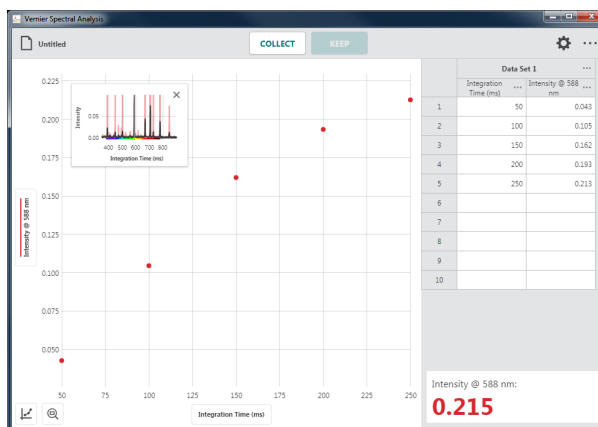 Vernier Spectral Analysis
Untitled
COLLECT
KEEP
...
Data Set 1 ...
Integration Time (ms) ... Intensity @ 588 nm ...
1 50 0.043
2 100 0.105
3 150 0.162
4 200 0.193
5 250 0.213
6
7
8
9
10
0.225
0.200
0.175
0.150
0.125
0.100
0.075
0.050
Intensity @ 588 nm
Intensity
0.05
0.00
400 500 600 700 800
Integration Time (ms)
50 75 100 125 150 175 200 225 250
Integration Time (ms)
Intensity @ 588 nm:
0.215